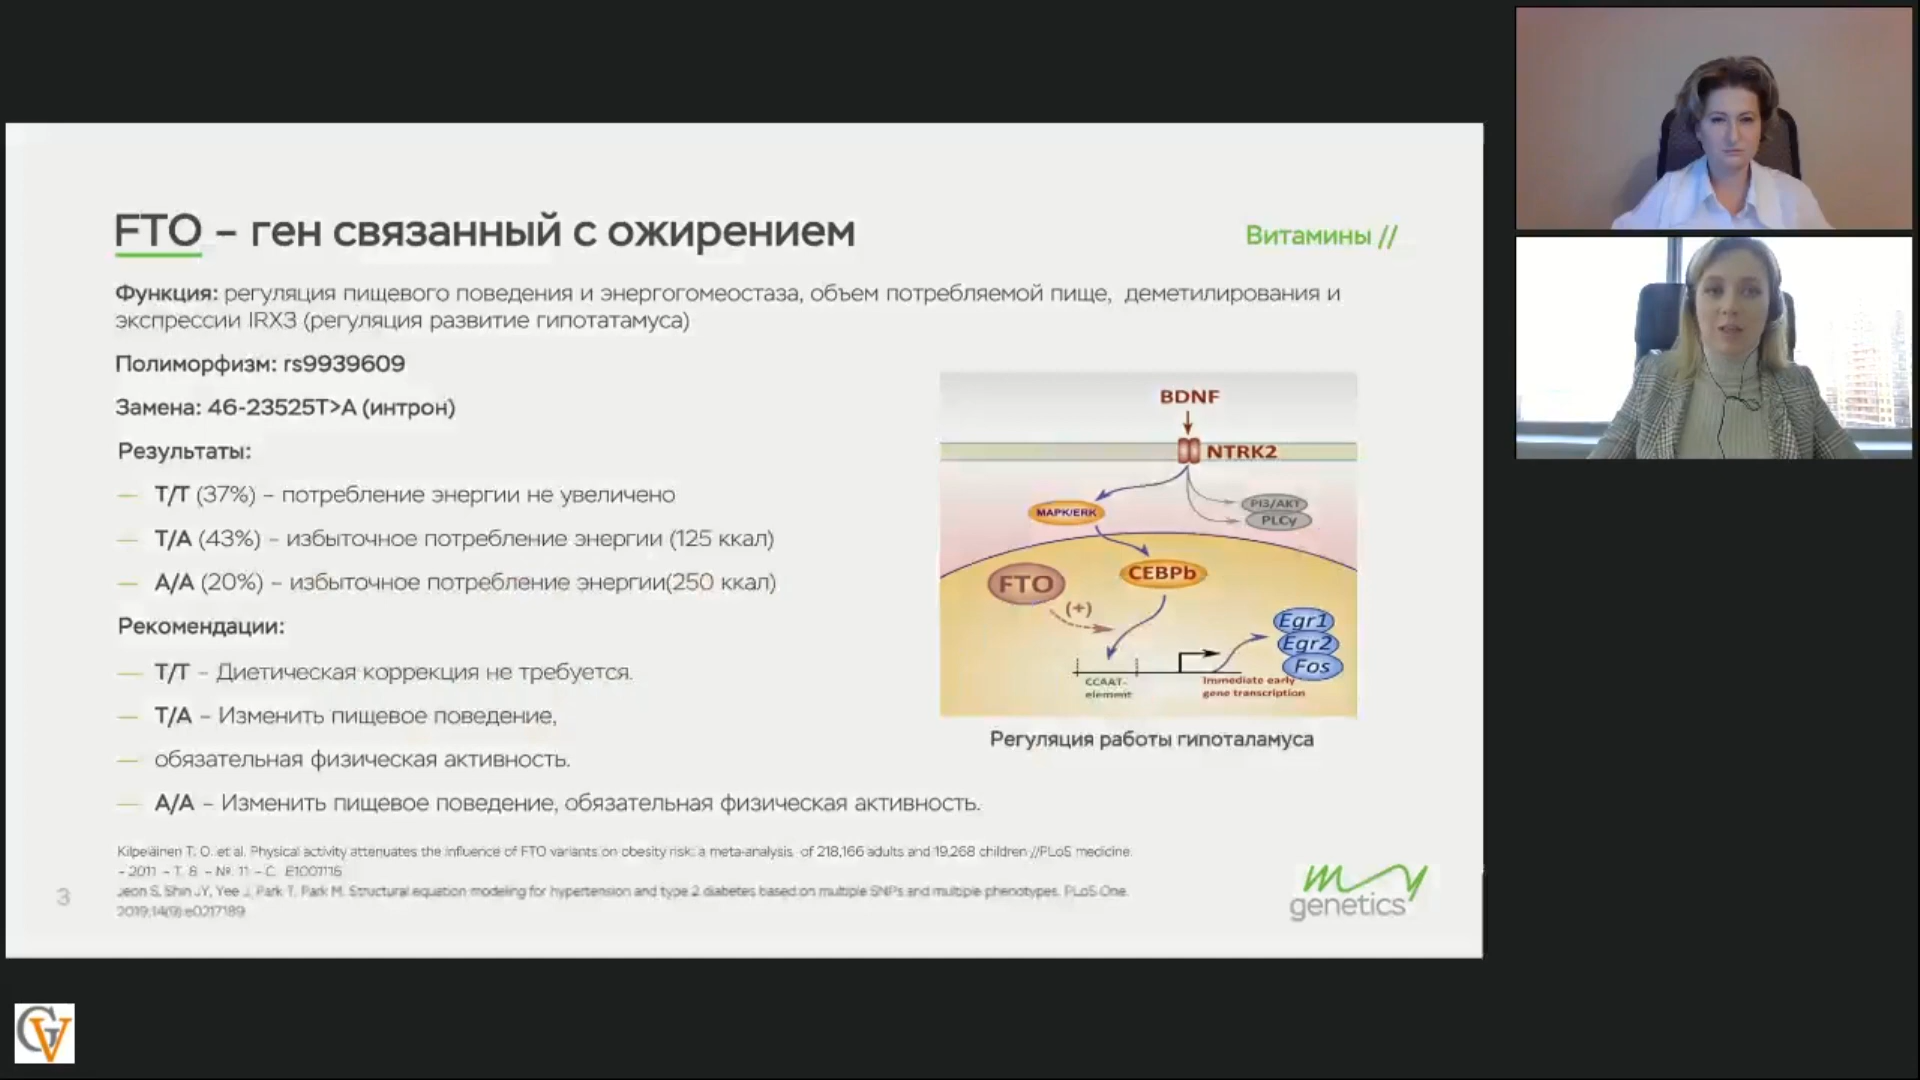 FTO – ген связанный с ожирением
Витамины //
Функция: регуляция пищевого поведения и энергогомеостаза, объем потребляемой пище, деметилирования и
экспрессии IRX3 (регуляция развитие гипотатамуса)
Полиморфизм: rs9939609
Замена: 46-23525T>A (интрон)
Результаты:
— T/T (37%) – потребление энергии не увеличено
— T/A (43%) – избыточное потребление энергии (125 ккал)
— A/A (20%) – избыточное потребление энергии(250 ккал)
Рекомендации:
— T/T – Диетическая коррекция не требуется.
— T/A – Изменить пищевое поведение,
— обязательная физическая активность.
— A/A – Изменить пищевое поведение, обязательная физическая активность.
BDNF
NTRK2
MAPK/ERK
PI3/AKT
PLCy
FTO
CEBPb
(+)
Egr1
Egr2
Fos
CCAAT-
element
Immediate early
gene transcription
Регуляция работы гипоталамуса
Kilpeläinen T. O. et al. Physical activity attenuates the influence of FTO variants on obesity risk: a meta-analysis of 218,166 adults and 19,268 children //PLoS medicine.
– 2011. – Т. 8. – №. 11. – С. E1001116
Jeon S, Shin JY, Yee J, Park T, Park M. Structural equation modeling for hypertension and type 2 diabetes based on multiple SNPs and multiple phenotypes. PLoS One.
2019;14(9):e0217189
3
my
genetics
GV